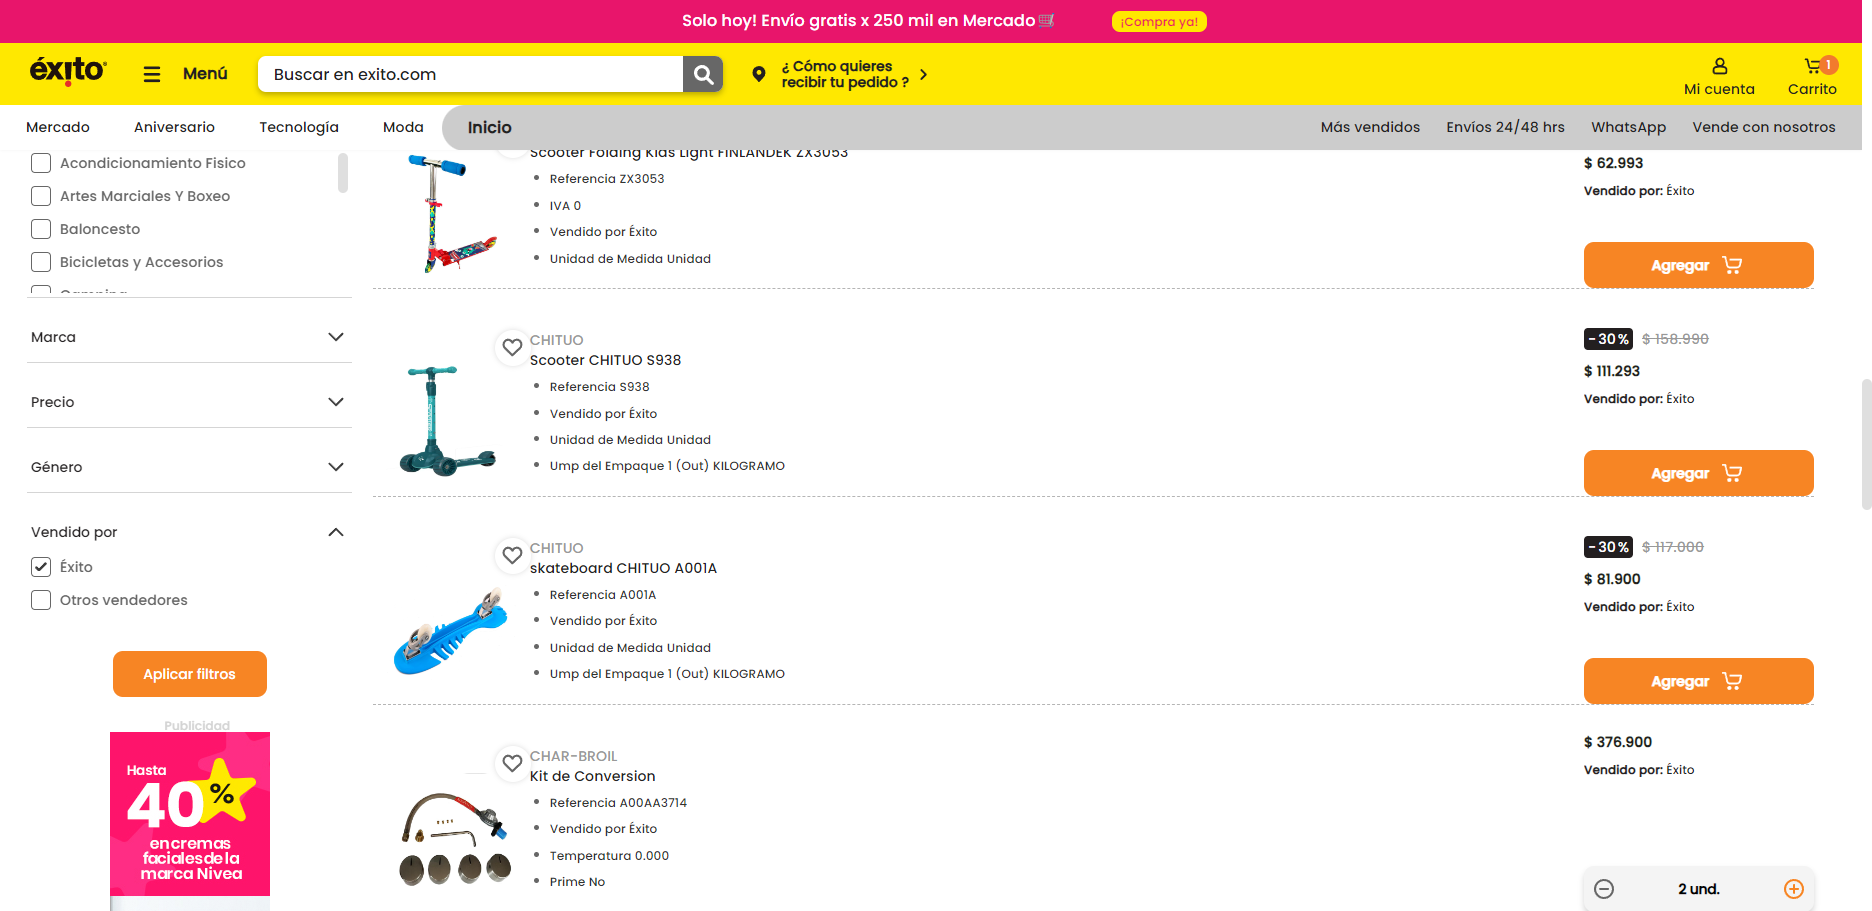 Solo hoy! Envío gratis x 250 mil en Mercado
¡Compra ya!
éxito
Menú
Buscar en exito.com
¿ Cómo quieres
recibir tu pedido ?
Mi cuenta
1
Carrito
Mercado
Aniversario
Tecnología
Moda
Inicio
Más vendidos
Envíos 24/48 hrs
WhatsApp
Vende con nosotros
Acondicionamiento Fisico
Artes Marciales Y Boxeo
Baloncesto
Bicicletas y Accesorios
Camping
Marca
Precio
Género
Vendido por
Éxito
Otros vendedores
Aplicar filtros
Publicidad
Hasta
40%
en cremas
faciales de la
marca Nivea
Scooter Folding Kids Light FINLANDEK ZX3053
Referencia ZX3053
IVA 0
Vendido por Éxito
Unidad de Medida Unidad
$ 62.993
Vendido por: Éxito
Agregar
CHITUO
Scooter CHITUO S938
Referencia S938
Vendido por Éxito
Unidad de Medida Unidad
Ump del Empaque 1 (Out) KILOGRAMO
-30% $ 158.990
$ 111.293
Vendido por: Éxito
Agregar
CHITUO
skateboard CHITUO A001A
Referencia A001A
Vendido por Éxito
Unidad de Medida Unidad
Ump del Empaque 1 (Out) KILOGRAMO
-30% $ 117.000
$ 81.900
Vendido por: Éxito
Agregar
CHAR-BROIL
Kit de Conversion
Referencia A00AA3714
Vendido por Éxito
Temperatura 0.000
Prime No
$ 376.900
Vendido por: Éxito
2 und.